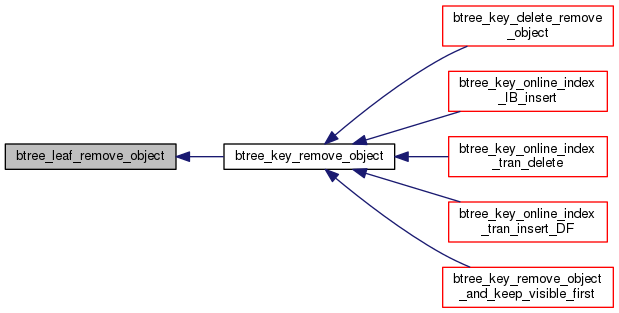 btree_leaf_remove_object
btree_key_remove_object
btree_key_delete_remove
_object
btree_key_online_index
_IB_insert
btree_key_online_index
_tran_delete
btree_key_online_index
_tran_insert_DF
btree_key_remove_object
_and_keep_visible_first